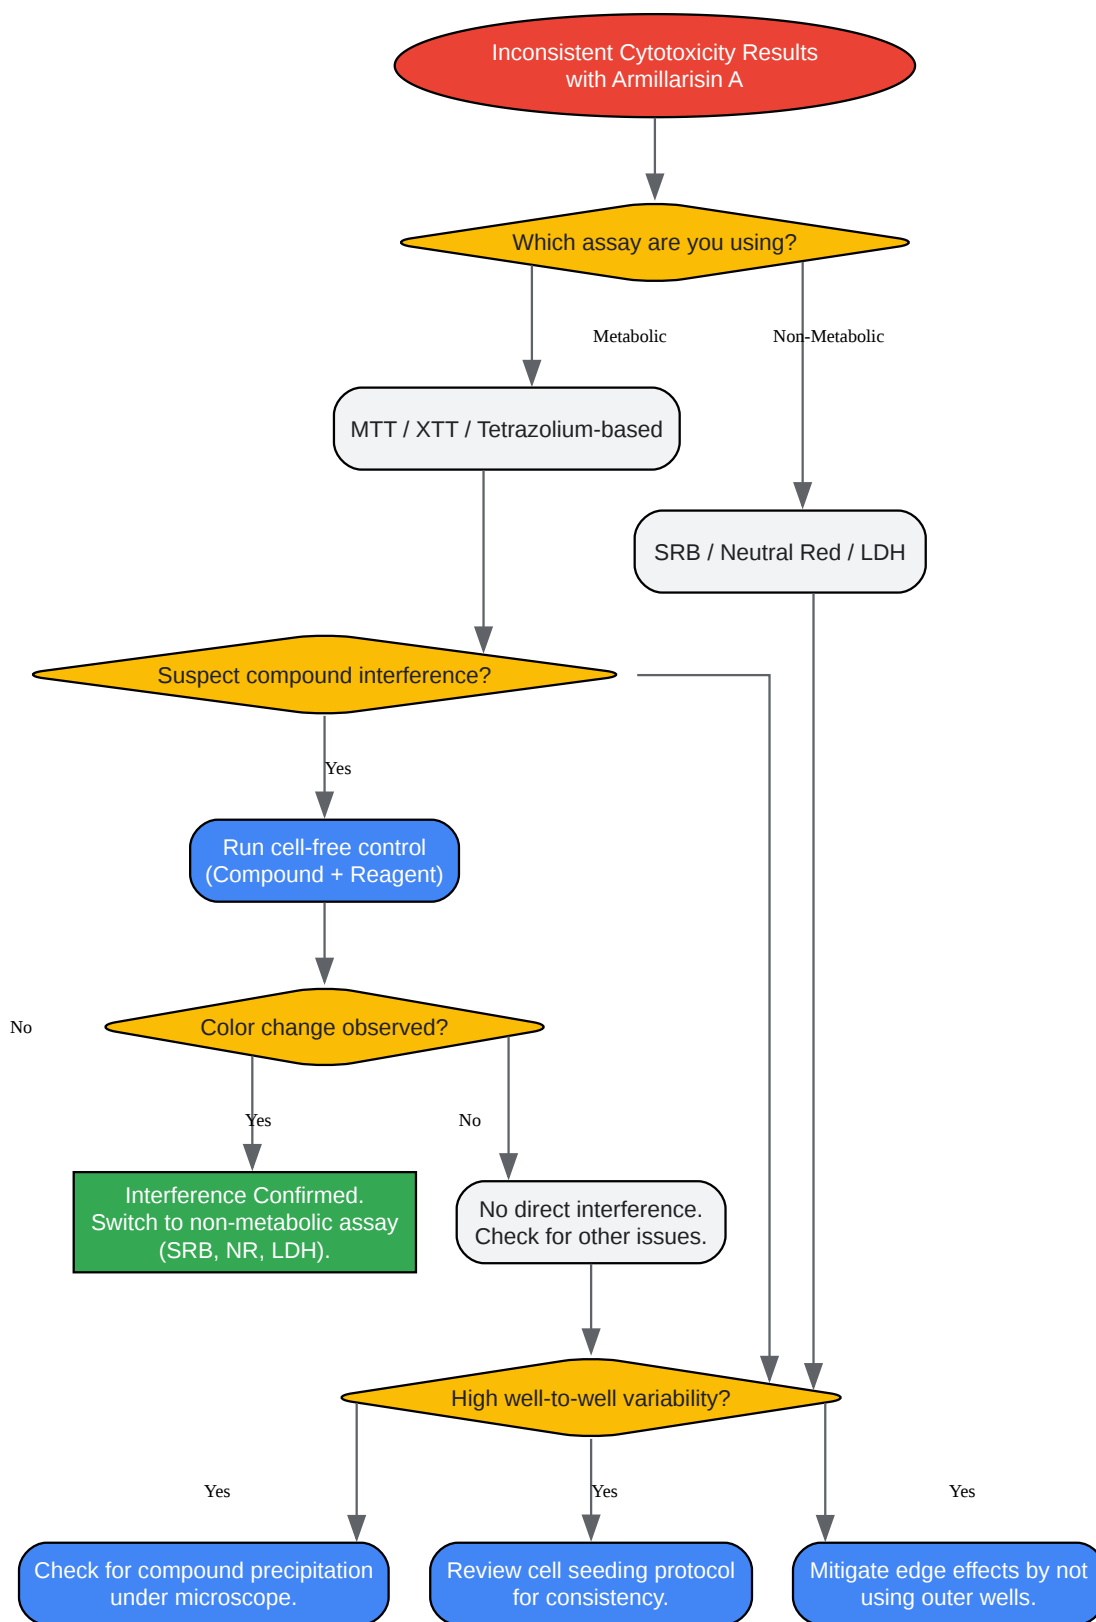 Inconsistent Cytotoxicity Results
with Armillarisin A
Which assay are you using?
Metabolic
Non-Metabolic
MTT / XTT / Tetrazolium-based
SRB / Neutral Red / LDH
Suspect compound interference?
Yes
Run cell-free control
(Compound + Reagent)
No
Color change observed?
Yes
No
Interference Confirmed.
Switch to non-metabolic assay
(SRB, NR, LDH).
No direct interference.
Check for other issues.
High well-to-well variability?
Yes
Yes
Yes
Check for compound precipitation
under microscope.
Review cell seeding protocol
for consistency.
Mitigate edge effects by not
using outer wells.